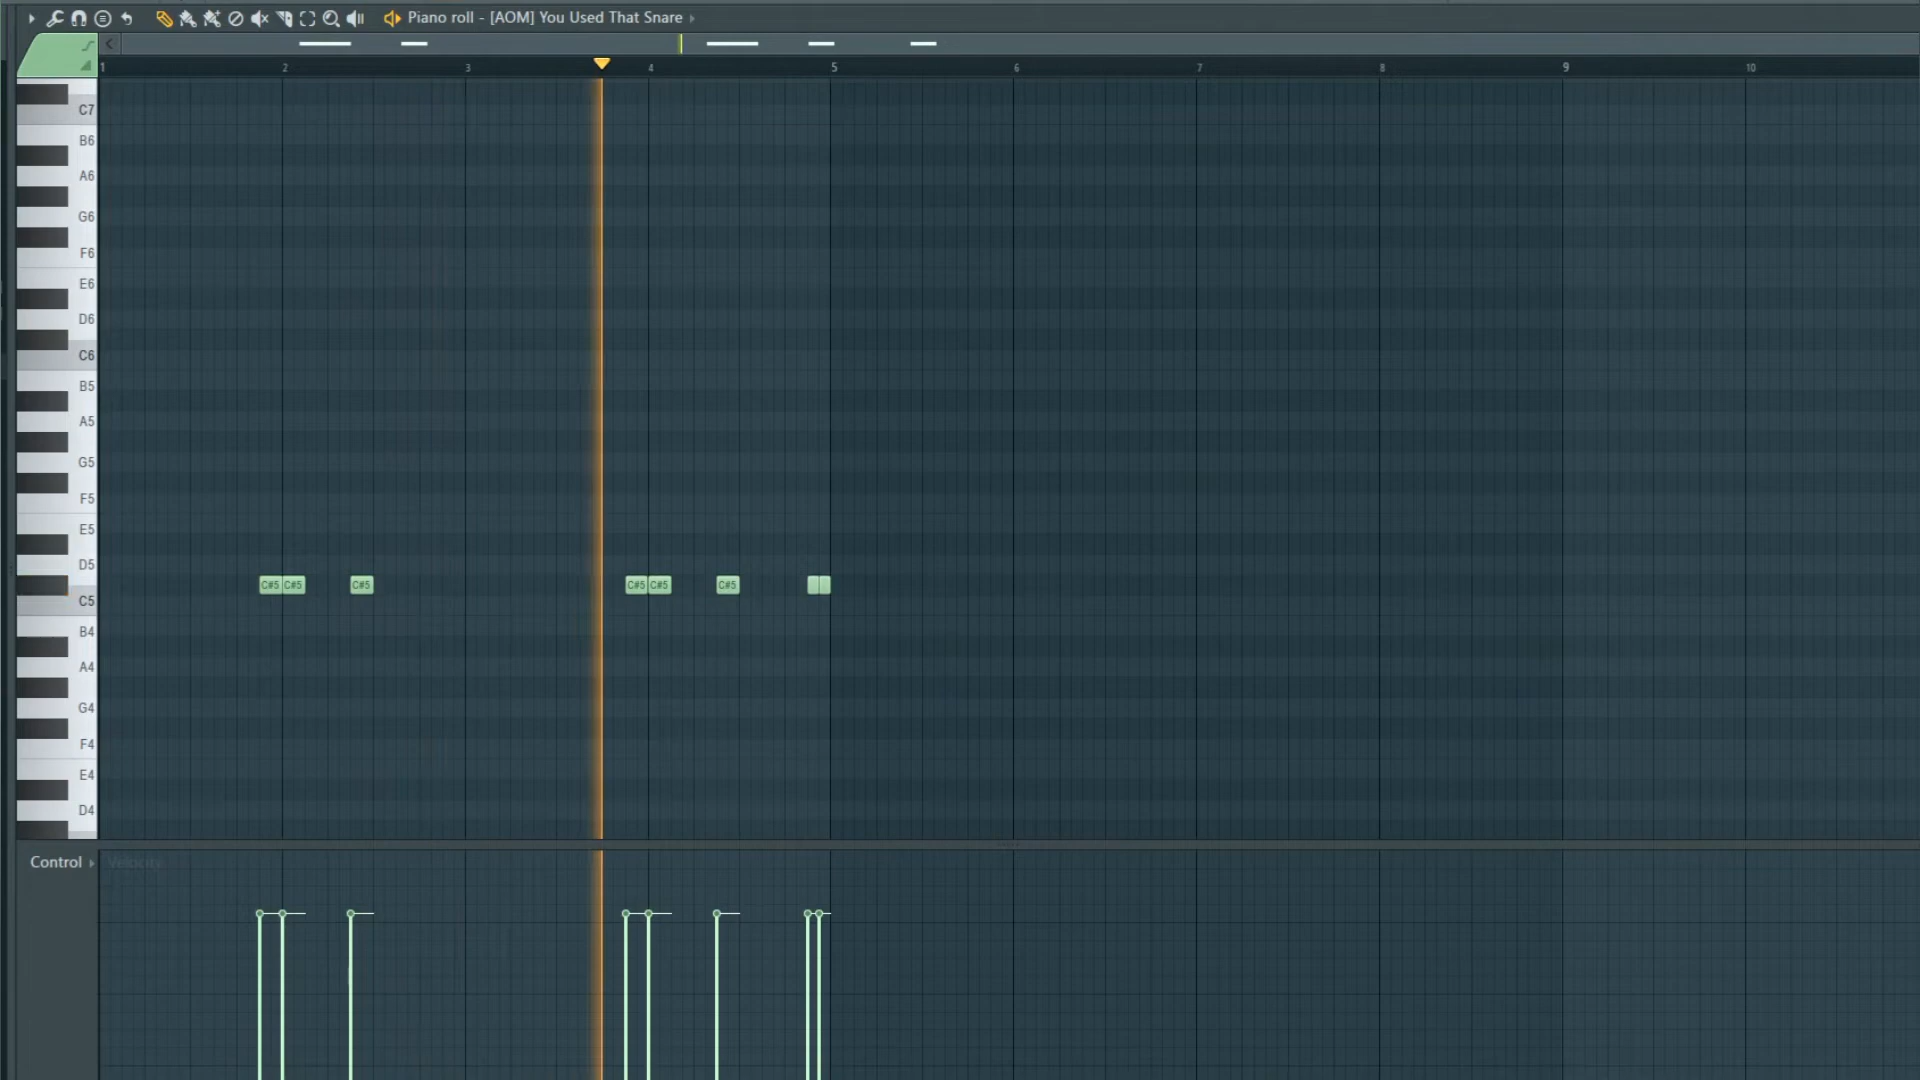 Piano roll - [AOM] You Used That Snare
1 2 3 4 5 6 7 8 9 10
C7
B6
A6
G6
F6
E6
D6
C6
B5
A5
G5
F5
E5
D5
C#5 C#5 C#5 C#5 C#5 C#5
C5
B4
A4
G4
F4
E4
D4
Control Velocity